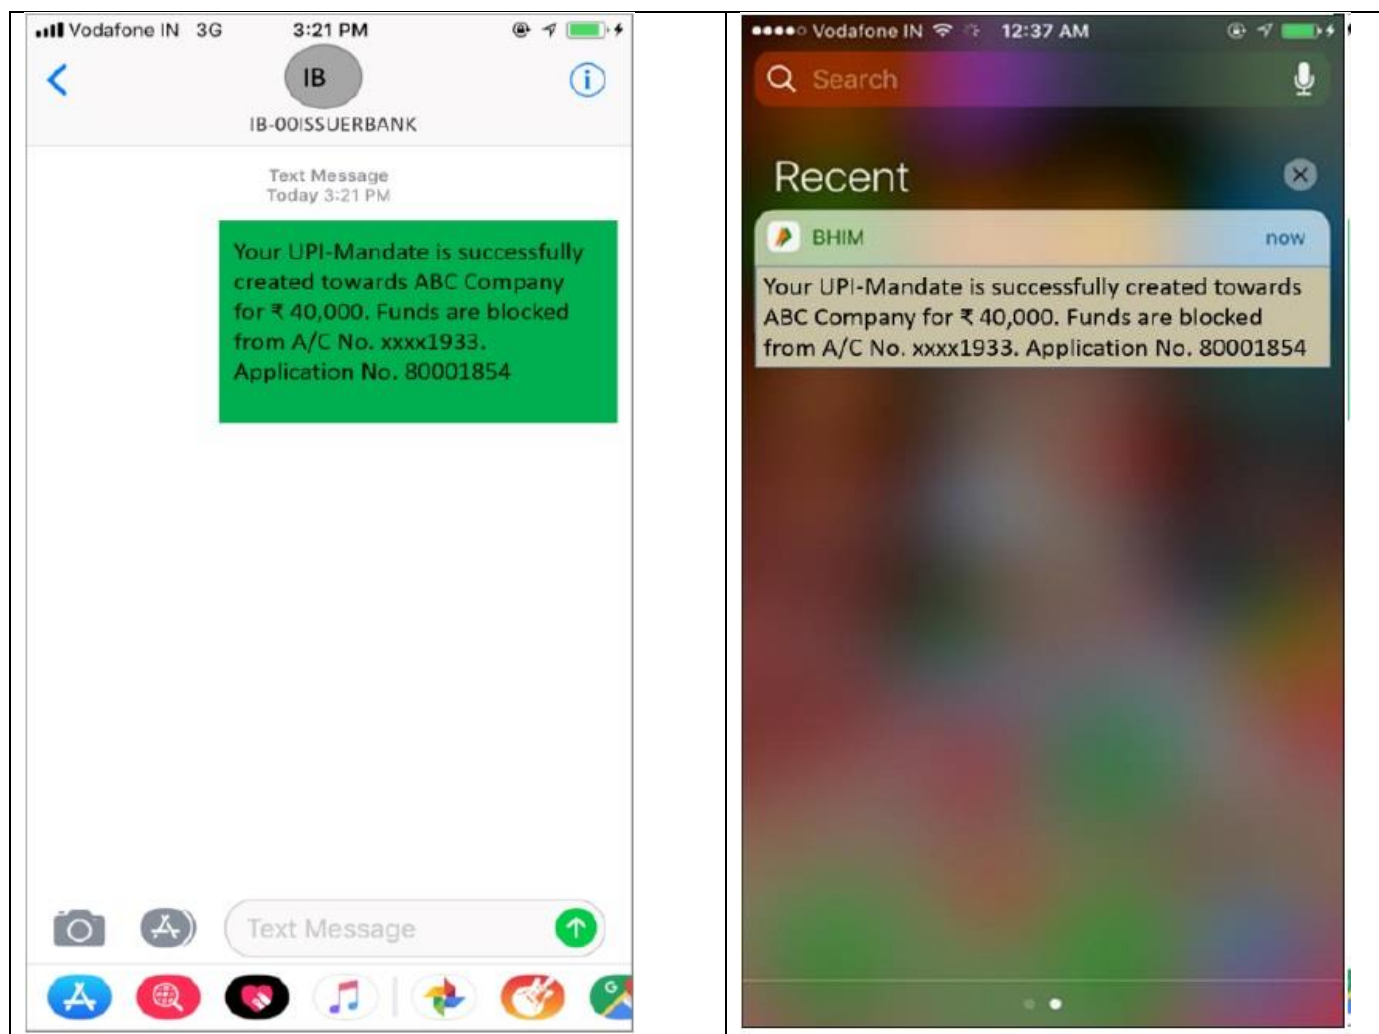 Vodafone IN 3G 3:21 PM
IB
IB-00ISSUERBANK
Text Message
Today 3:21 PM
Your UPI-Mandate is successfully
created towards ABC Company
for ₹ 40,000. Funds are blocked
from A/C No. xxxx1933.
Application No. 80001854
Text Message
G
Vodafone IN 12:37 AM
Search
Recent
BHIM now
Your UPI-Mandate is successfully created towards
ABC Company for ₹ 40,000. Funds are blocked
from A/C No. xxxx1933. Application No. 80001854